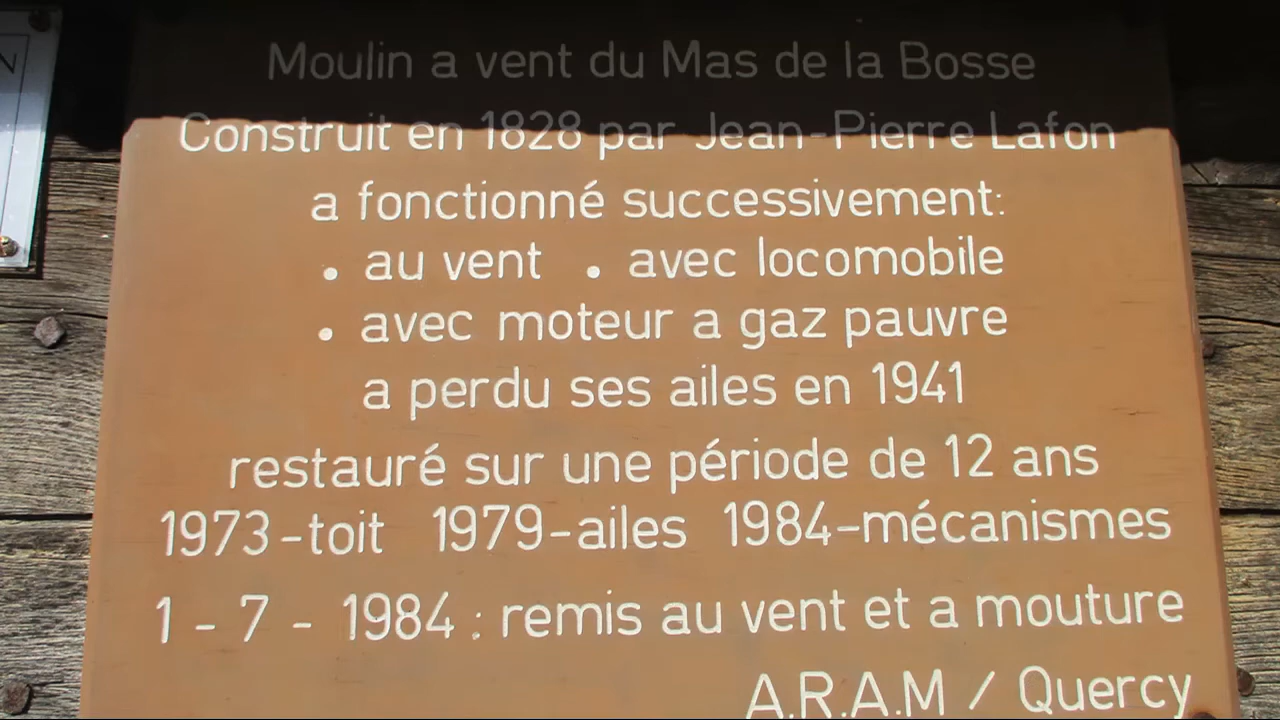 Moulin a vent du Mas de la Bosse
Construit en 1828 par Jean-Pierre Lafon
a fonctionné successivement:
. au vent . avec locomobile
. avec moteur a gaz pauvre
a perdu ses ailes en 1941
restauré sur une période de 12 ans
1973-toit 1979-ailes 1984-mécanismes
1 - 7 - 1984 : remis au vent et a mouture
A.R.A.M / Quercy